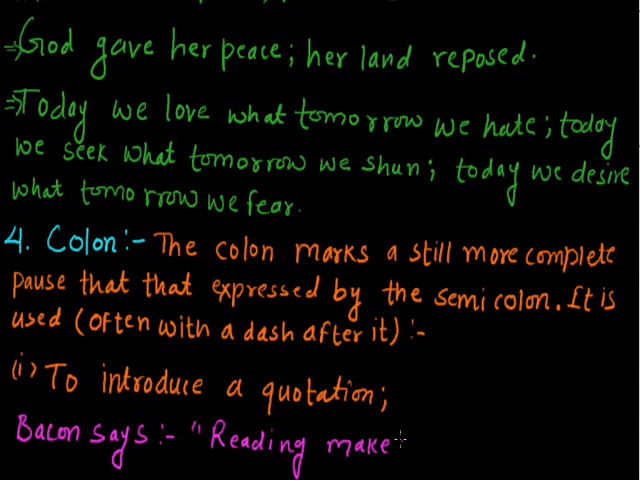 ⇒God gave her peace; her land reposed.
⇒Today we love what tomorrow we hate; today
we seek what tomorrow we shun; today we desire
what tomorrow we fear.
4. Colon:- The colon marks a still more complete
pause that that expressed by the semicolon. It is
used (often with a dash after it) :-
(i) To introduce a quotation;
Bacon says:- "Reading make